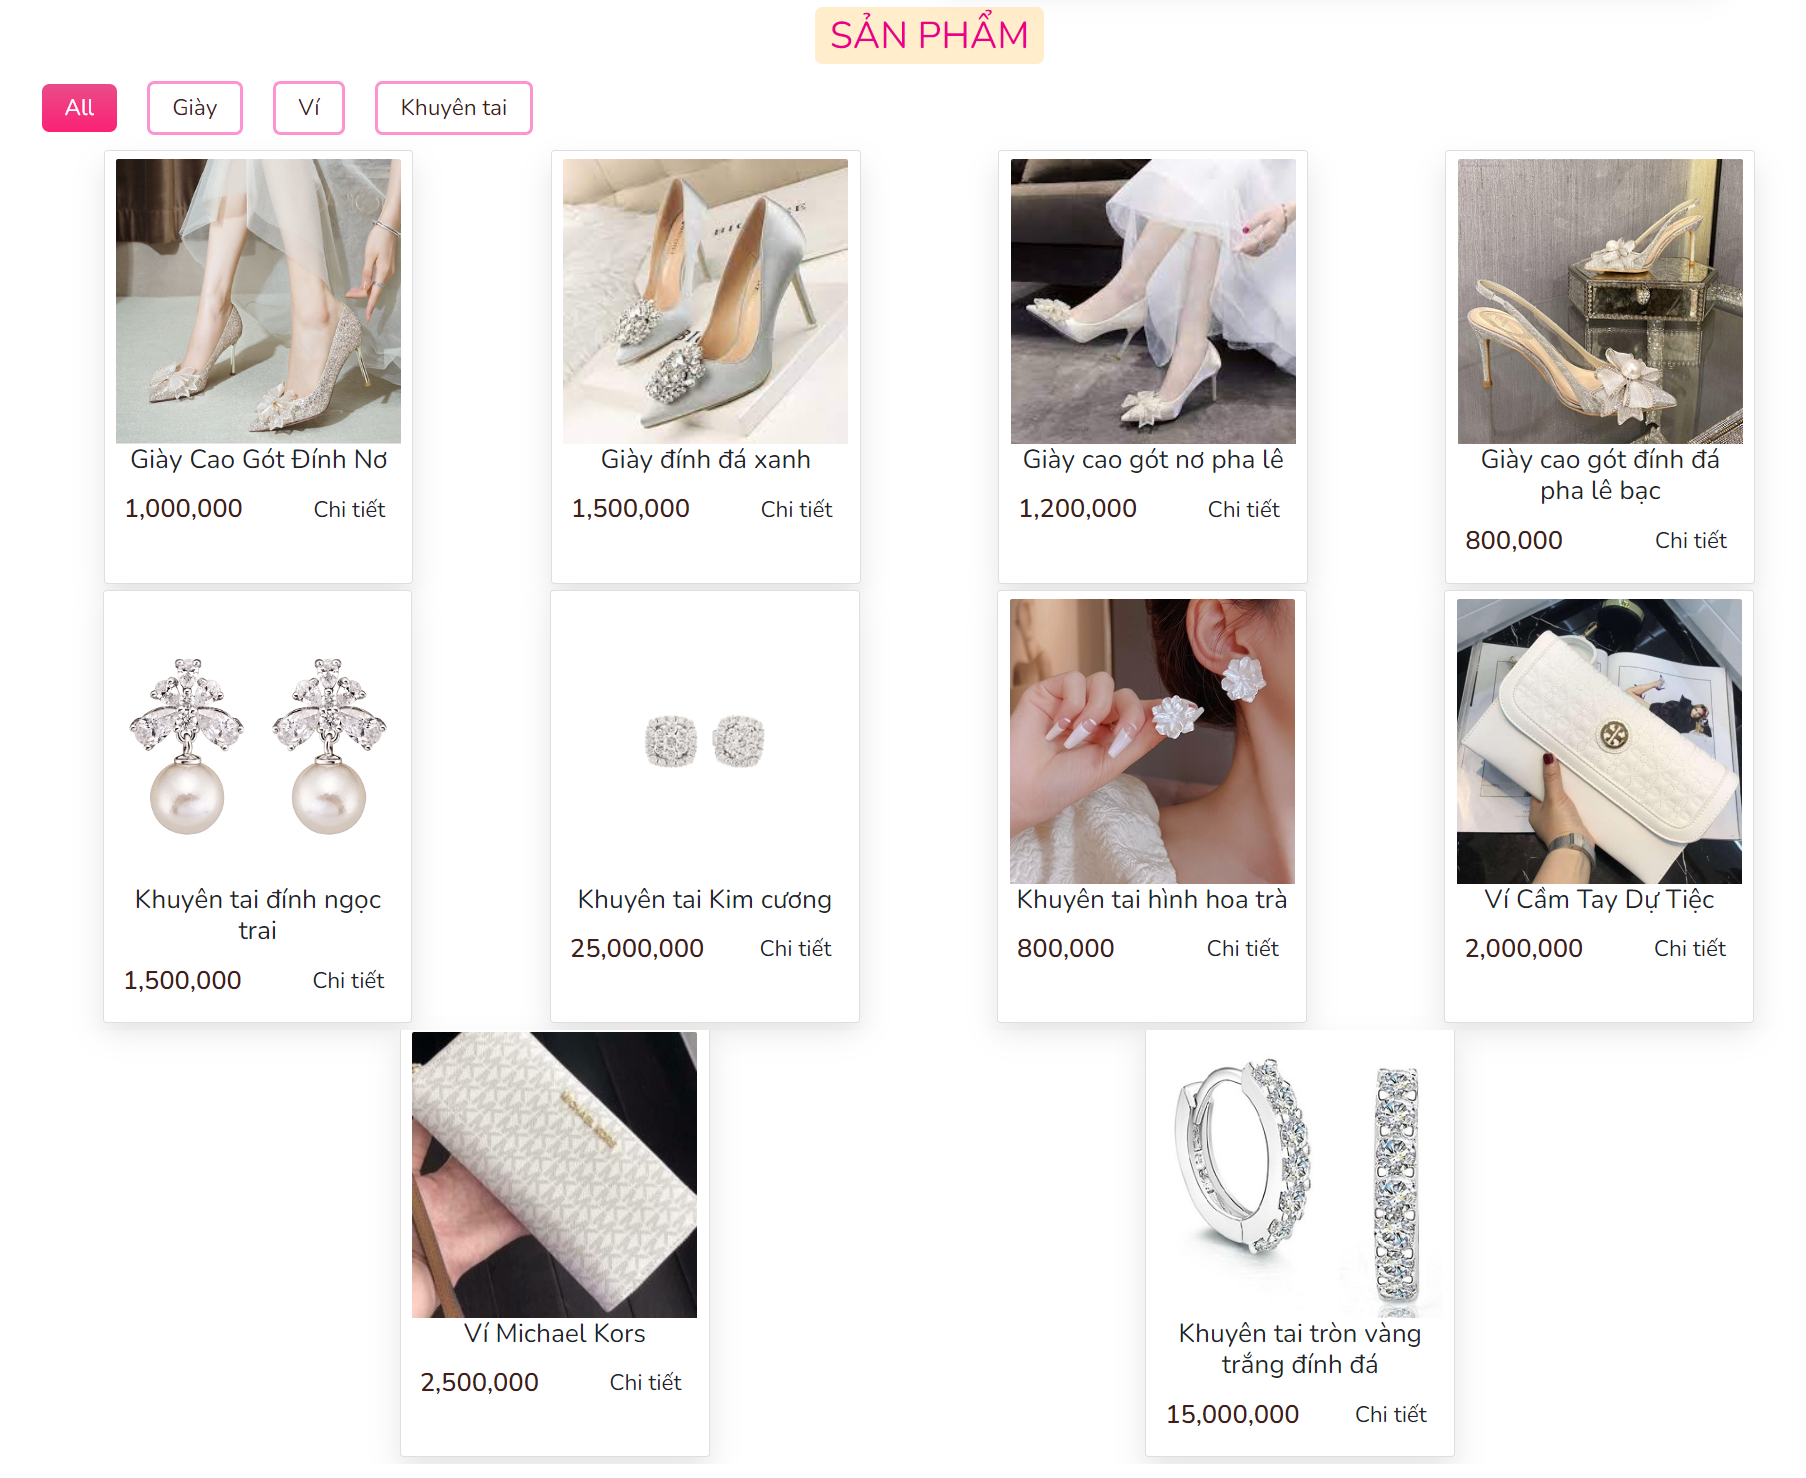 SẢN PHẨM
All
Giày
Ví
Khuyên tai
Giày Cao Gót Đính Nơ
1,000,000
Chi tiết
Giày đính đá xanh
1,500,000
Chi tiết
Giày cao gót nơ pha lê
1,200,000
Chi tiết
Giày cao gót đính đá
pha lê bạc
800,000
Chi tiết
Khuyên tai đính ngọc
trai
1,500,000
Chi tiết
Khuyên tai Kim cương
25,000,000
Chi tiết
Khuyên tai hình hoa trà
800,000
Chi tiết
Ví Cầm Tay Dự Tiệc
2,000,000
Chi tiết
MICHAEL KORS
Ví Michael Kors
2,500,000
Chi tiết
Khuyên tai tròn vàng
trắng đính đá
15,000,000
Chi tiết